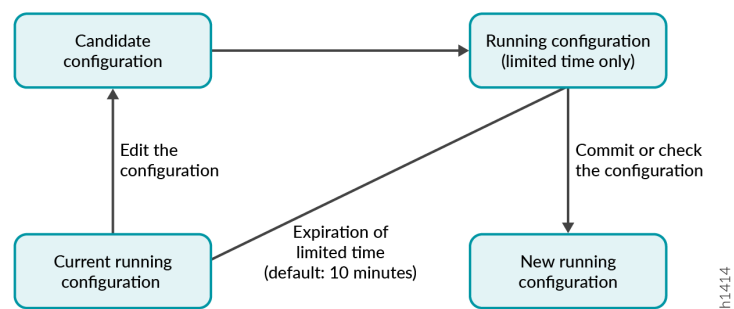 Candidate
configuration
Running configuration
(limited time only)
Edit the
configuration
Commit or check
the configuration
Expiration of
limited time
(default: 10 minutes)
Current running
configuration
New running
configuration
h1414